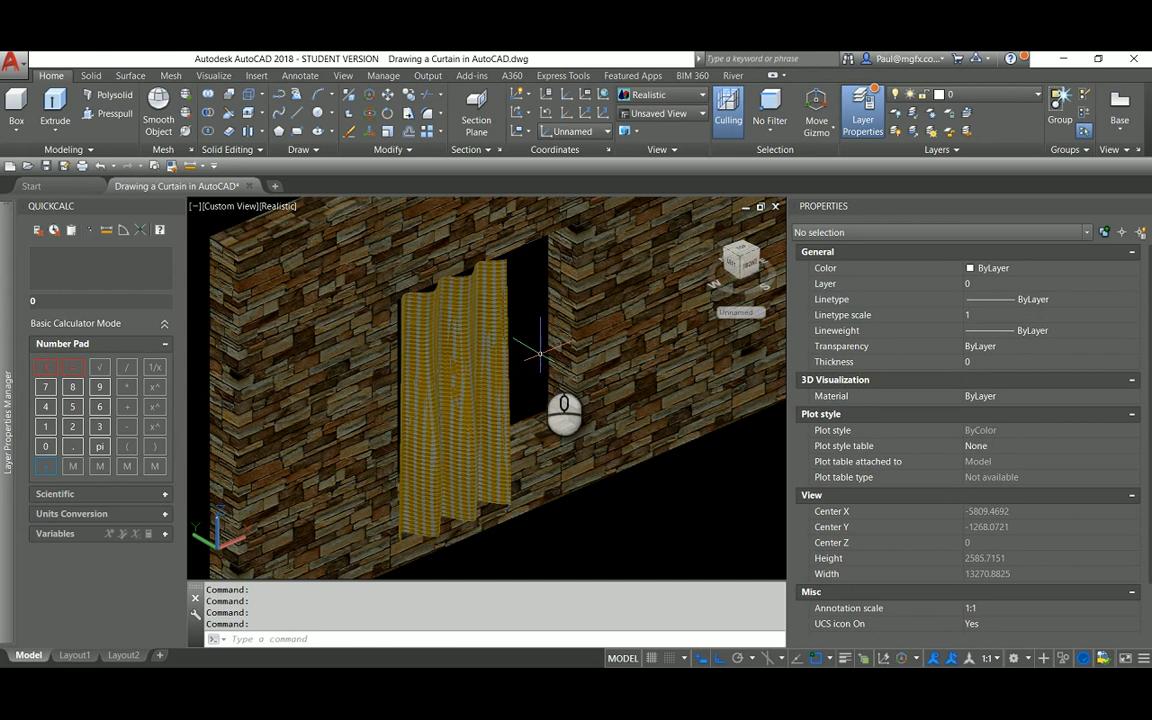 Autodesk AutoCAD 2018 - STUDENT VERSION Drawing a Curtain in AutoCAD.dwg
Type a keyword or phrase
Paul@mgfx.co...
Home Solid Surface Mesh Visualize Insert Annotate View Manage Output Add-ins A360 Express Tools Featured Apps BIM 360 River
Box
Extrude
Polysolid
Presspull
Smooth Object
Section Plane
Unnamed
Realistic
Unsaved View
Culling
No Filter
Move Gizmo
Layer Properties
0
Group
Base
Modeling
Mesh
Solid Editing
Draw
Modify
Section
Coordinates
View
Selection
Layers
Groups
View
Start
Drawing a Curtain in AutoCAD*
QUICKCALC
0
Basic Calculator Mode
Number Pad
( = √ / 1/x
7 8 9 * x^
4 5 6 + x^
1 2 3 - x
0 . pi ( )
M M M M
Scientific
Units Conversion
Variables
Layer Properties Manager
[−][Custom View][Realistic]
TOP
LEFT
FRONT
W
S
Unnamed
Z
Y
Command:
Command:
Command:
Command:
Type a command
PROPERTIES
No selection
General
Color ByLayer
Layer 0
Linetype ByLayer
Linetype scale 1
Lineweight ByLayer
Transparency ByLayer
Thickness 0
3D Visualization
Material ByLayer
Plot style
Plot style ByColor
Plot style table None
Plot table attached to Model
Plot table type Not available
View
Center X -5809.4692
Center Y -1268.0721
Center Z 0
Height 2585.7151
Width 13270.8825
Misc
Annotation scale 1:1
UCS icon On Yes
Model Layout1 Layout2
MODEL
1:1